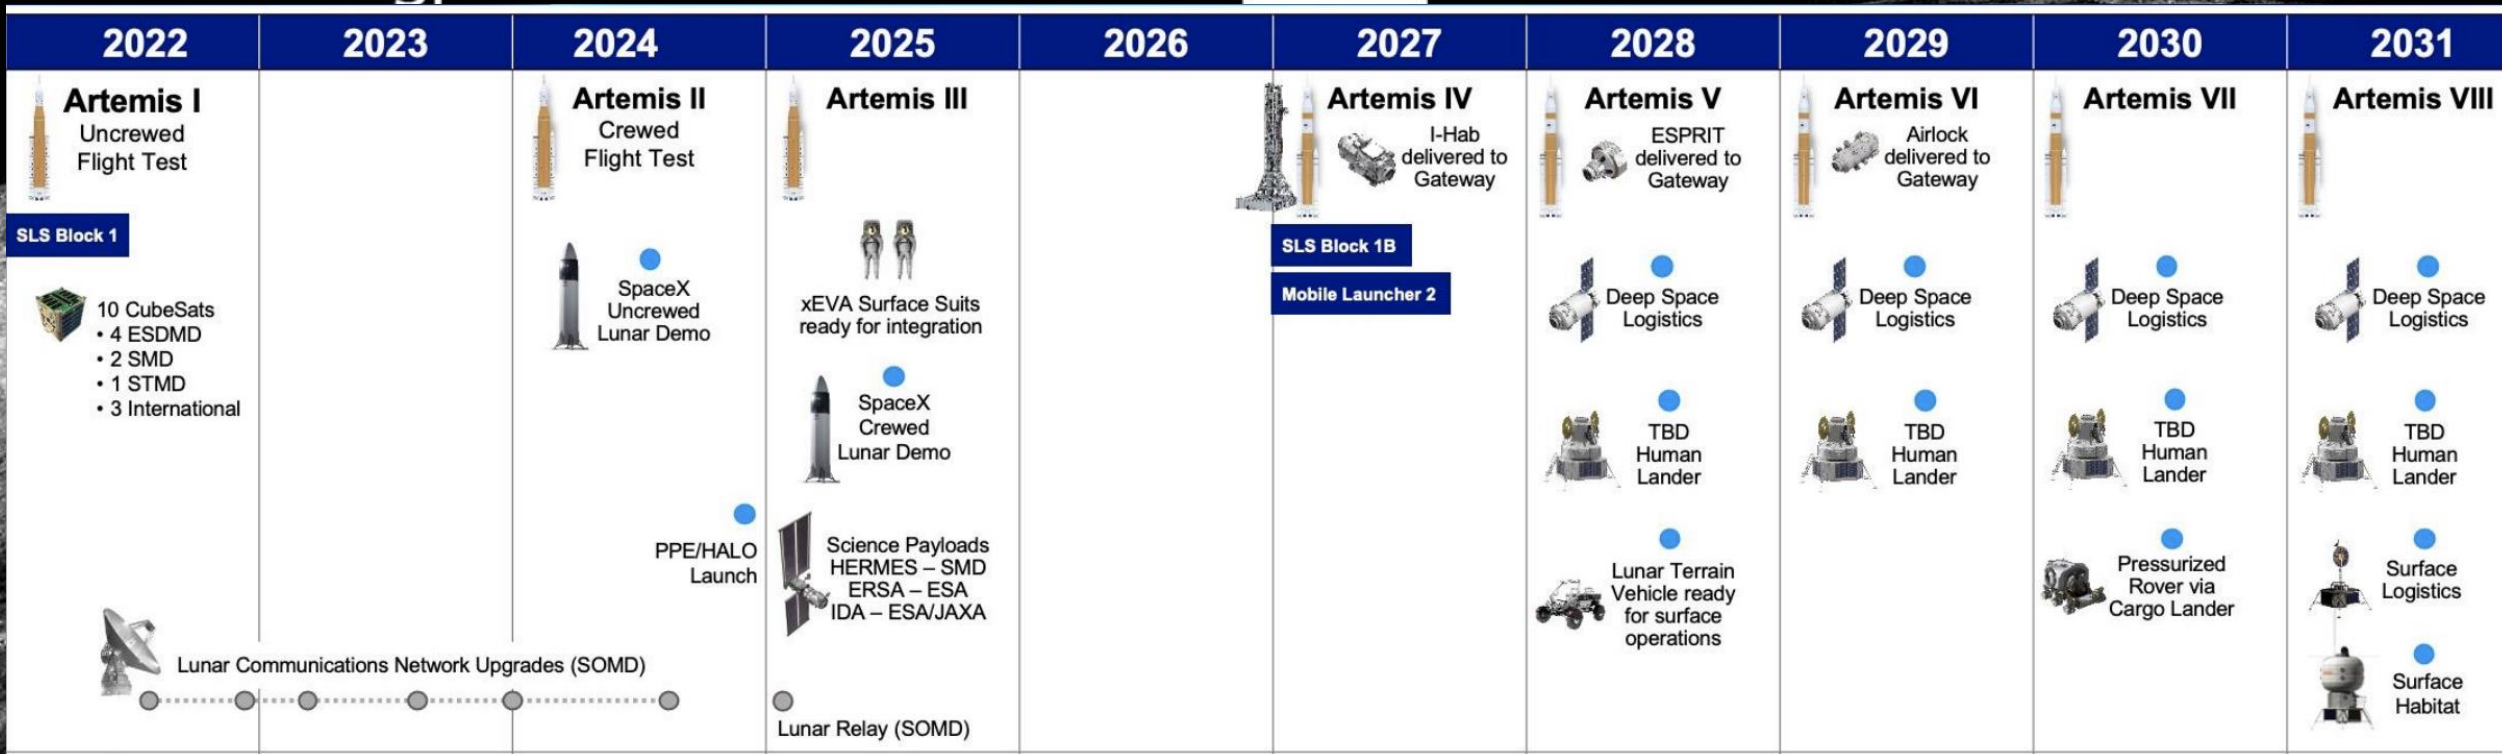 2022
2023
2024
2025
2026
2027
2028
2029
2030
2031
Artemis I
Uncrewed
Flight Test
SLS Block 1
10 CubeSats
• 4 ESDMD
• 2 SMD
• 1 STMD
• 3 International
Artemis II
Crewed
Flight Test
SpaceX
Uncrewed
Lunar Demo
PPE/HALO
Launch
Lunar Communications Network Upgrades (SOMD)
Artemis III
xEVA Surface Suits
ready for integration
SpaceX
Crewed
Lunar Demo
Science Payloads
HERMES – SMD
ERSA – ESA
IDA – ESA/JAXA
Lunar Relay (SOMD)
Artemis IV
I-Hab
delivered to
Gateway
SLS Block 1B
Mobile Launcher 2
Artemis V
ESPRIT
delivered to
Gateway
Deep Space
Logistics
TBD
Human
Lander
Lunar Terrain
Vehicle ready
for surface
operations
Artemis VI
Airlock
delivered to
Gateway
Deep Space
Logistics
TBD
Human
Lander
Artemis VII
Deep Space
Logistics
TBD
Human
Lander
Pressurized
Rover via
Cargo Lander
Artemis VIII
Deep Space
Logistics
TBD
Human
Lander
Surface
Logistics
Surface
Habitat